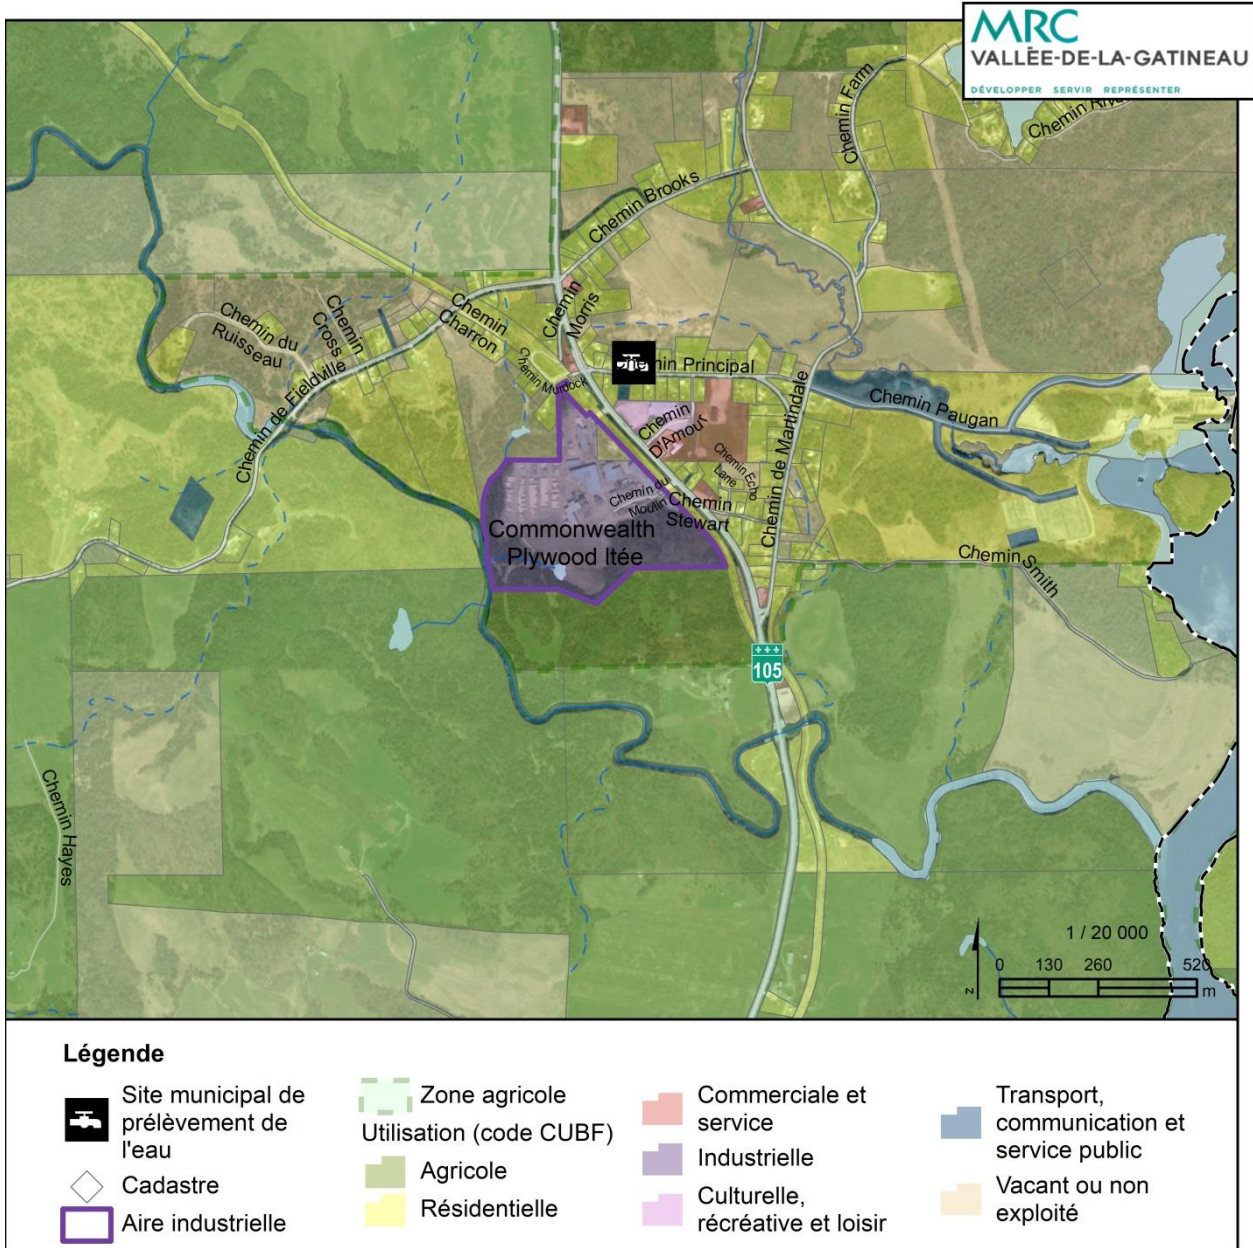 MRC
VALLÉE-DE-LA-GATINEAU
DÉVELOPPER SERVIR REPRÉSENTER
Chemin Farm
Chemin
Chemin Brooks
Chemin
Morris
Chemin
Charron
Chemin
Cross
Chemin du
Ruisseau
Chemin de Fieldville
Chemin Murdock
Principal
Chemin Paugan
Chemin
D'Amour
Chemin de Martindale
Chemin Echo
Lane
Chemin du
Moulin
Chemin
Stewart
Commonwealth
Plywood ltée
Chemin Smith
105
Chemin Hayes
1 / 20 000
0 130 260 520
m
z
Légende
Site municipal de
prélèvement de
l'eau
Cadastre
Aire industrielle
Zone agricole
Utilisation (code CUBF)
Agricole
Résidentielle
Commerciale et
service
Industrielle
Culturelle,
récréative et loisir
Transport,
communication et
service public
Vacant ou non
exploité